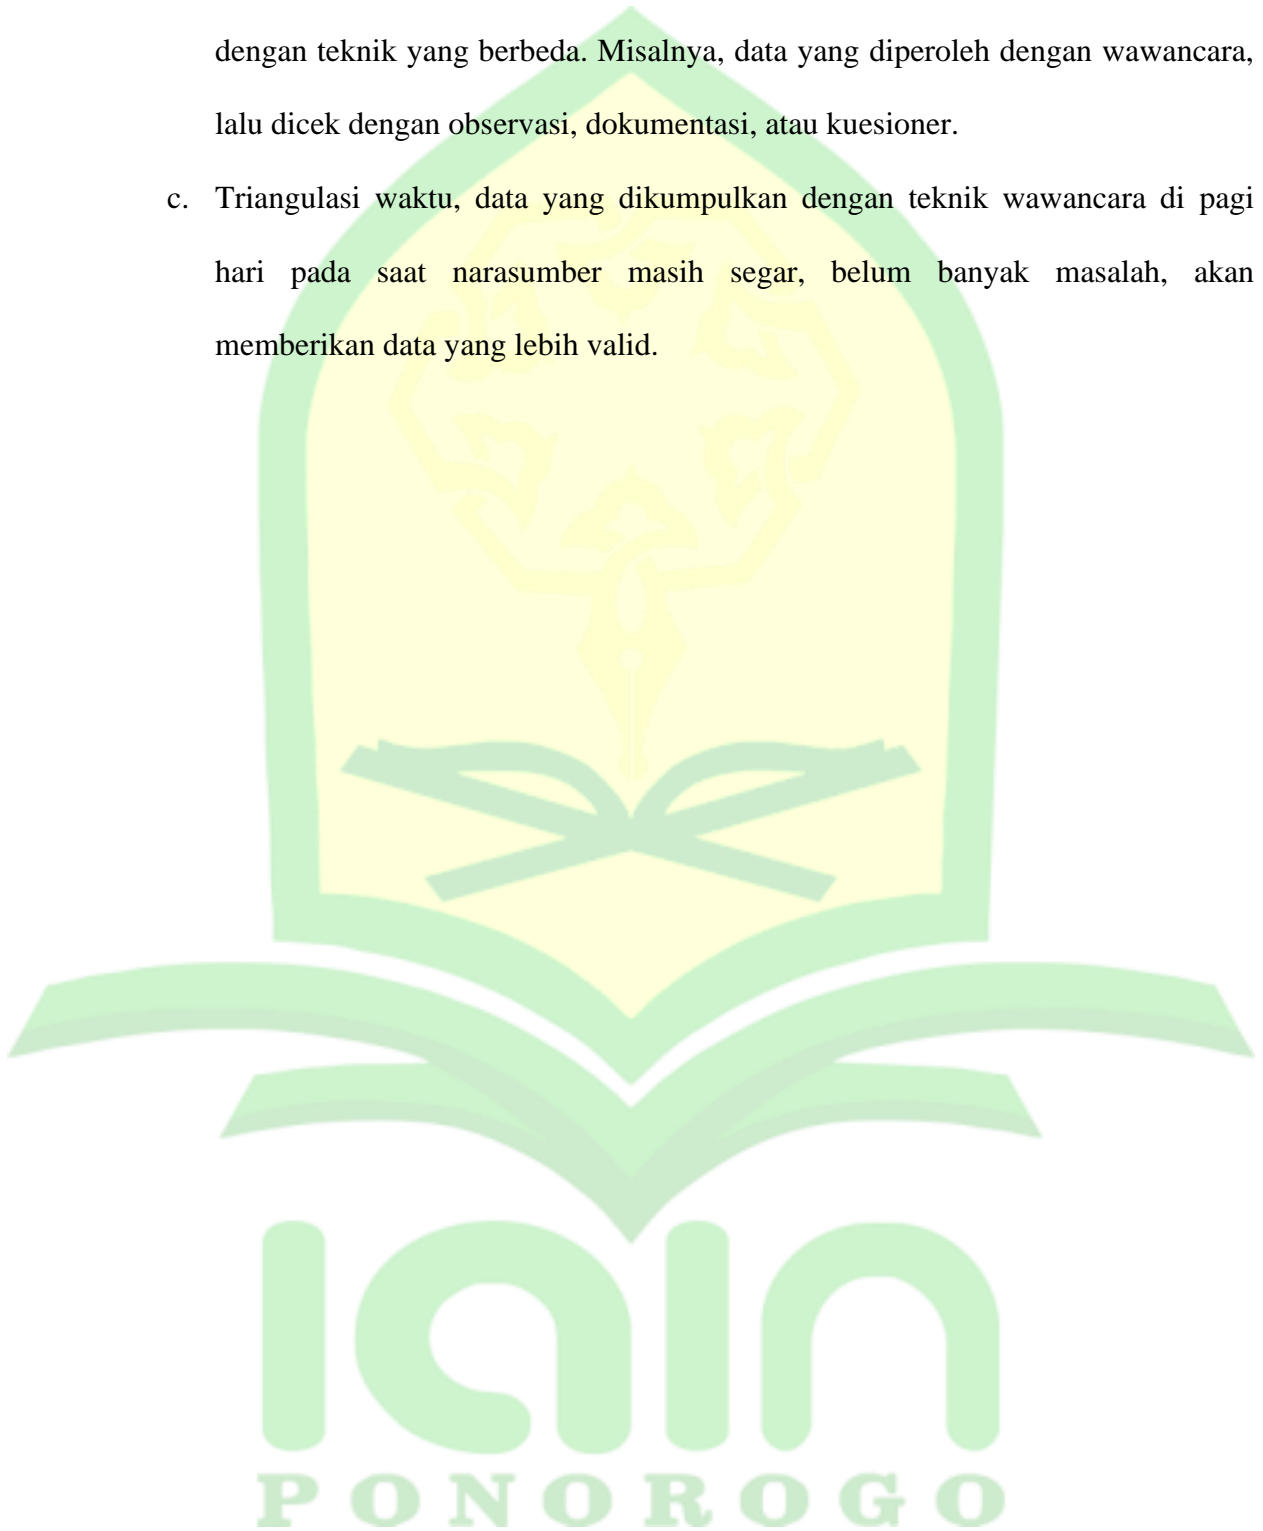 dengan teknik yang berbeda. Misalnya, data yang diperoleh dengan wawancara,
lalu dicek dengan observasi, dokumentasi, atau kuesioner.
c. Triangulasi waktu, data yang dikumpulkan dengan teknik wawancara di pagi
hari pada saat narasumber masih segar, belum banyak masalah, akan
memberikan data yang lebih valid.
iain
PONOROGO